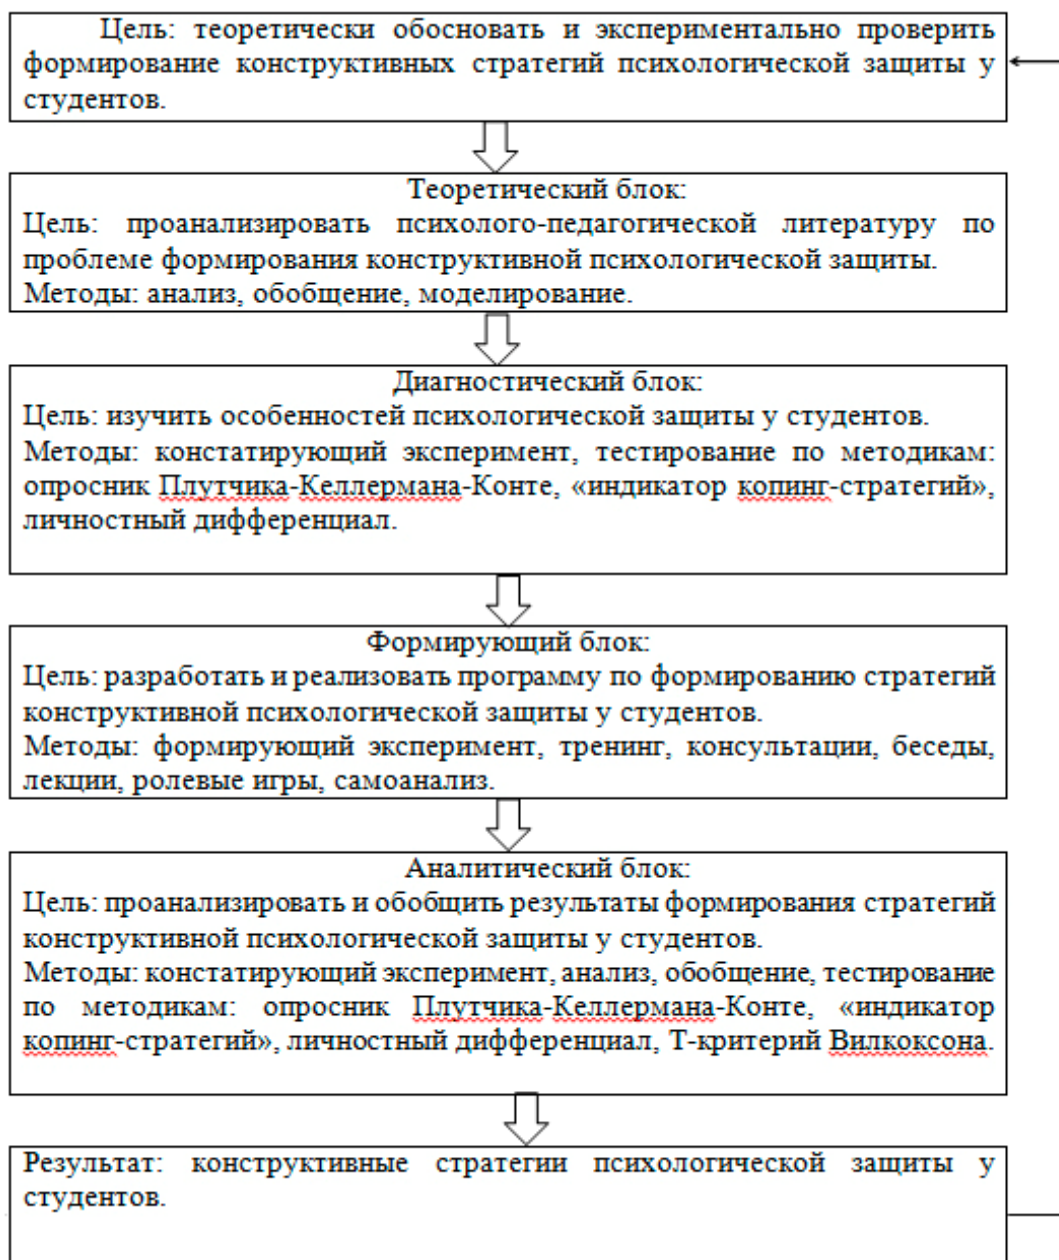 Цель: теоретически обосновать и экспериментально проверить
формирование конструктивных стратегий психологической защиты у
студентов.
Теоретический блок:
Цель: проанализировать психолого-педагогической литературу по
проблеме формирования конструктивной психологической защиты.
Методы: анализ, обобщение, моделирование.
Диагностический блок:
Цель: изучить особенностей психологической защиты у студентов.
Методы: констатирующий эксперимент, тестирование по методикам:
опросник Плутчика-Келлермана-Конте, «индикатор копинг-стратегий»,
личностный дифференциал.
Формирующий блок:
Цель: разработать и реализовать программу по формированию стратегий
конструктивной психологической защиты у студентов.
Методы: формирующий эксперимент, тренинг, консультации, беседы,
лекции, ролевые игры, самоанализ.
Аналитический блок:
Цель: проанализировать и обобщить результаты формирования стратегий
конструктивной психологической защиты у студентов.
Методы: констатирующий эксперимент, анализ, обобщение, тестирование
по методикам: опросник Плутчика-Келлермана-Конте, «индикатор
копинг-стратегий», личностный дифференциал, Т-критерий Вилкоксона.
Результат: конструктивные стратегии психологической защиты у
студентов.